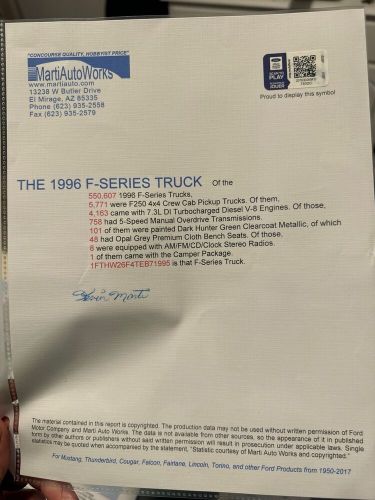 "CONCOURSE QUALITY, HOBBYIST PRICE"
MartiAutoWorks
www.martiauto.com
13238 W Butler Drive
El Mirage, AZ 85335
Phone (623) 935-2558
Fax (623) 935-2579
Proud to display this symbol
THE 1996 F-SERIES TRUCK Of the
550,607 1996 F-Series Trucks,
5,771 were F250 4x4 Crew Cab Pickup Trucks. Of them,
4,163 came with 7.3L DI Turbocharged Diesel V-8 Engines. Of those,
758 had 5-Speed Manual Overdrive Transmissions.
101 of them were painted Dark Hunter Green Clearcoat Metallic, of which
48 had Opal Grey Premium Cloth Bench Seats. Of those,
6 were equipped with AM/FM/CD/Clock Stereo Radios.
1 of them came with the Camper Package.
1FTHW26F4TEB71995 is that F-Series Truck.
Kevin Marti
The material contained in this report is copyrighted. The production data may not be used without written permission of Ford
Motor Company and Marti Auto Works. The data is not available from other sources, so the appearance of it in published
form by other authors or publishers without said written permission will result in prosecution under applicable laws. Single
statistics may be quoted when accompanied by the statement, "Statistic courtesy of Marti Auto Works and copyrighted."
For Mustang, Thunderbird, Cougar, Falcon, Fairlane, Lincoln, Torino, and other Ford Products from 1950-2017